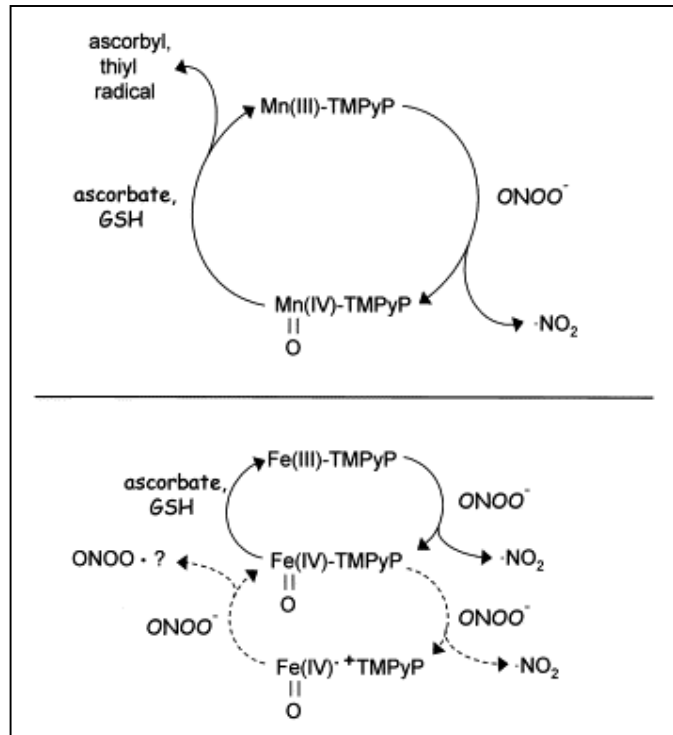 ascorbyl,
thiyl
radical
Mn(III)-TMPyP
ascorbate,
GSH
ONOO⁻
Mn(IV)-TMPyP
||
O
·NO₂
Fe(III)-TMPyP
ascorbate,
GSH
ONOO⁻
ONOO · ?
Fe(IV)-TMPyP
·NO₂
||
O
ONOO⁻
ONOO⁻
Fe(IV)·⁺TMPyP
·NO₂
||
O